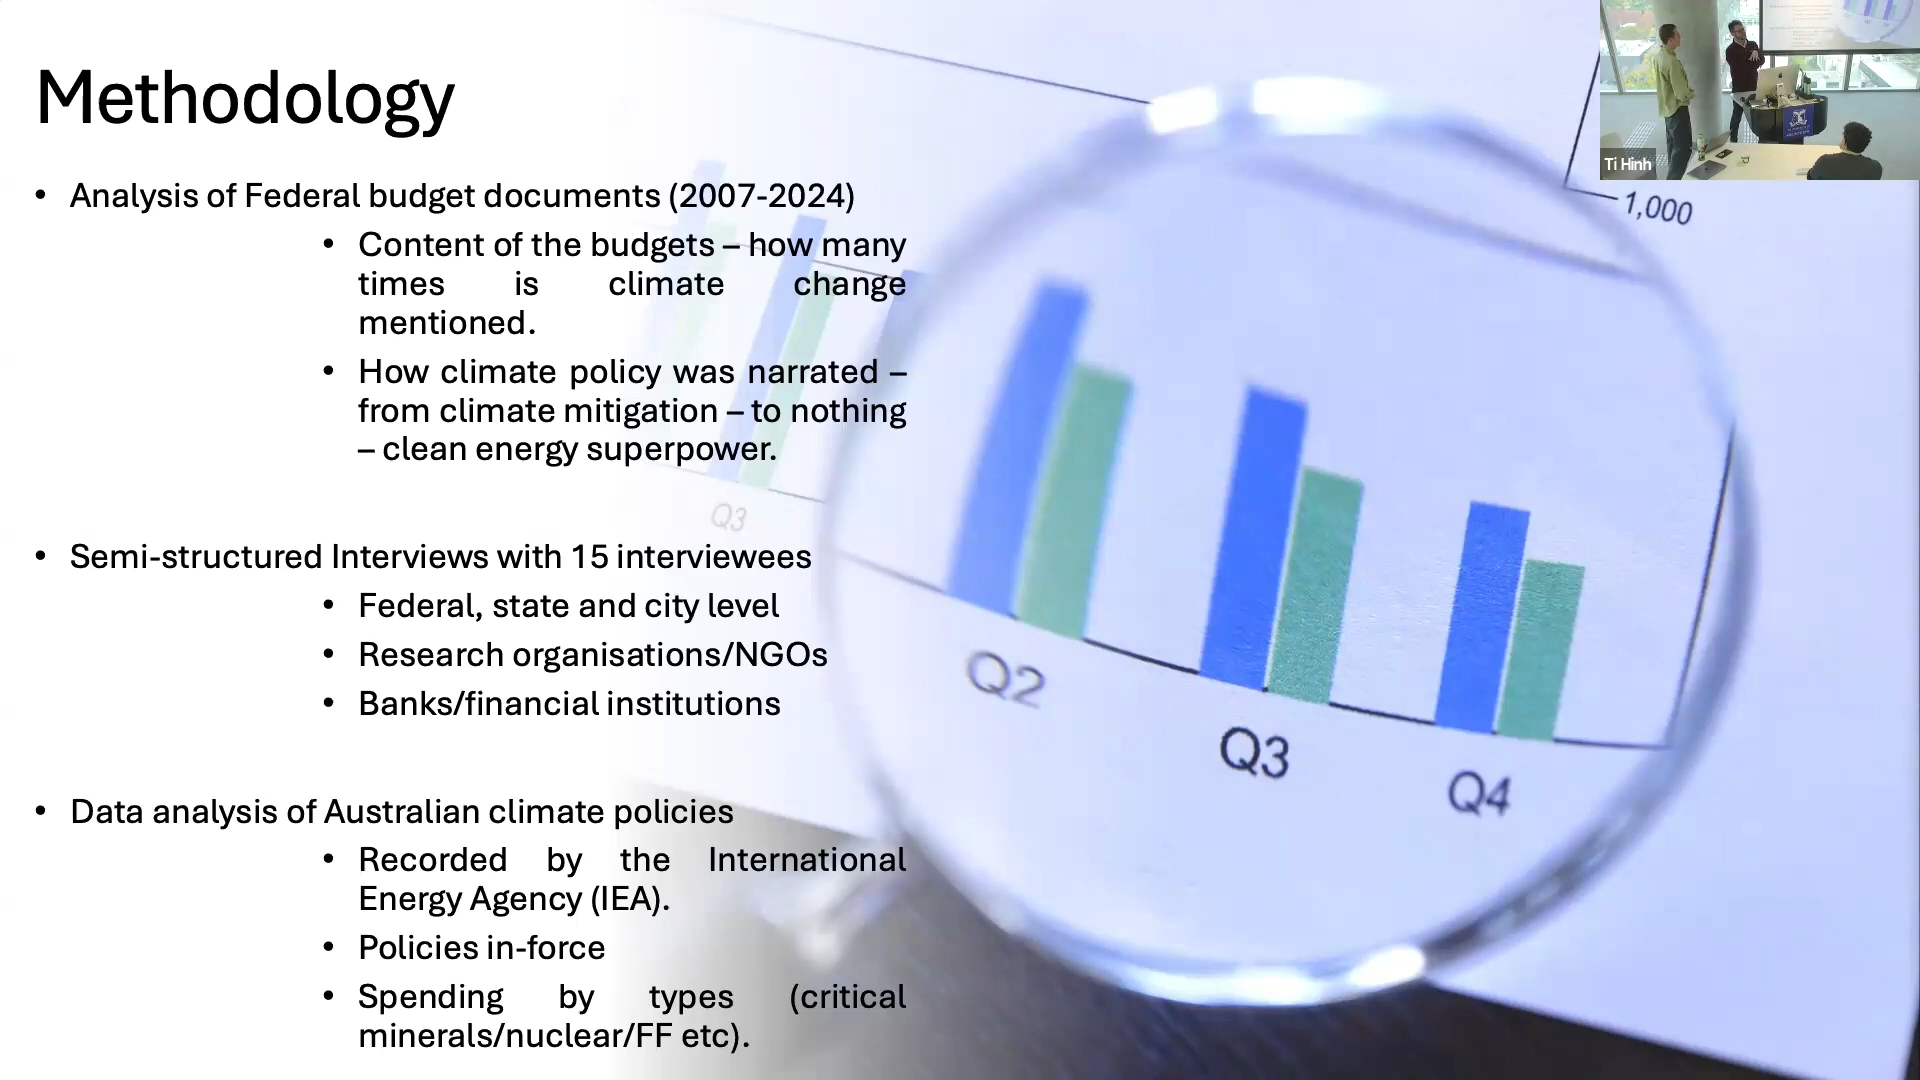 Methodology
• Analysis of Federal budget documents (2007-2024)
• Content of the budgets – how many
times is climate change
mentioned.
• How climate policy was narrated –
from climate mitigation – to nothing
– clean energy superpower.
• Semi-structured Interviews with 15 interviewees
• Federal, state and city level
• Research organisations/NGOs
• Banks/financial institutions
• Data analysis of Australian climate policies
• Recorded by the International
Energy Agency (IEA).
• Policies in-force
• Spending by types (critical
minerals/nuclear/FF etc).
Q3
Q2
Q3
Q4
1,000
Ti Hinh